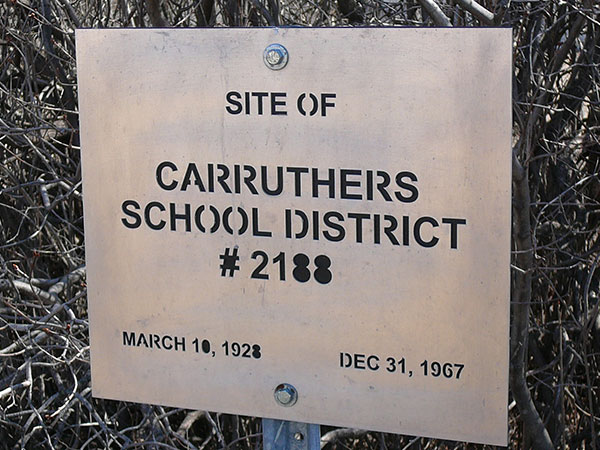 SITE OF
CARRUTHERS
SCHOOL DISTRICT
# 2188
MARCH 10, 1928
DEC 31, 1967